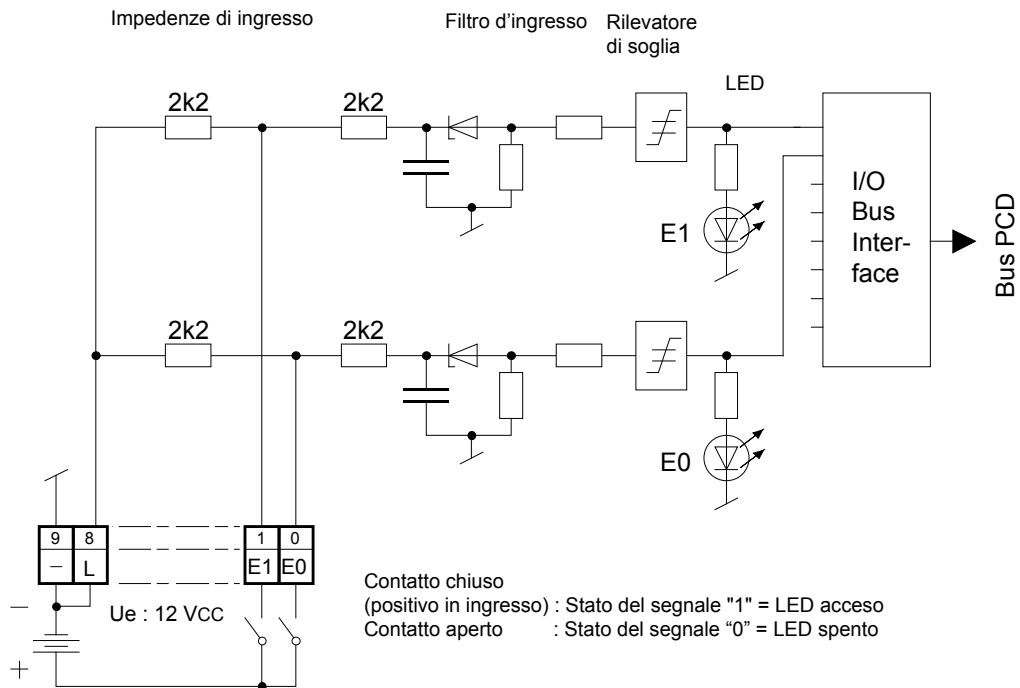 Impedenze di ingresso
Filtro d'ingresso
Rilevatore
di soglia
LED
2k2
2k2
E1
I/O
Bus
Inter-
face
Bus PCD
2k2
2k2
E0
9 8
– L
1 0
E1 E0
–
+
Ue : 12 VCC
Contatto chiuso
(positivo in ingresso) : Stato del segnale "1" = LED acceso
Contatto aperto : Stato del segnale “0” = LED spento